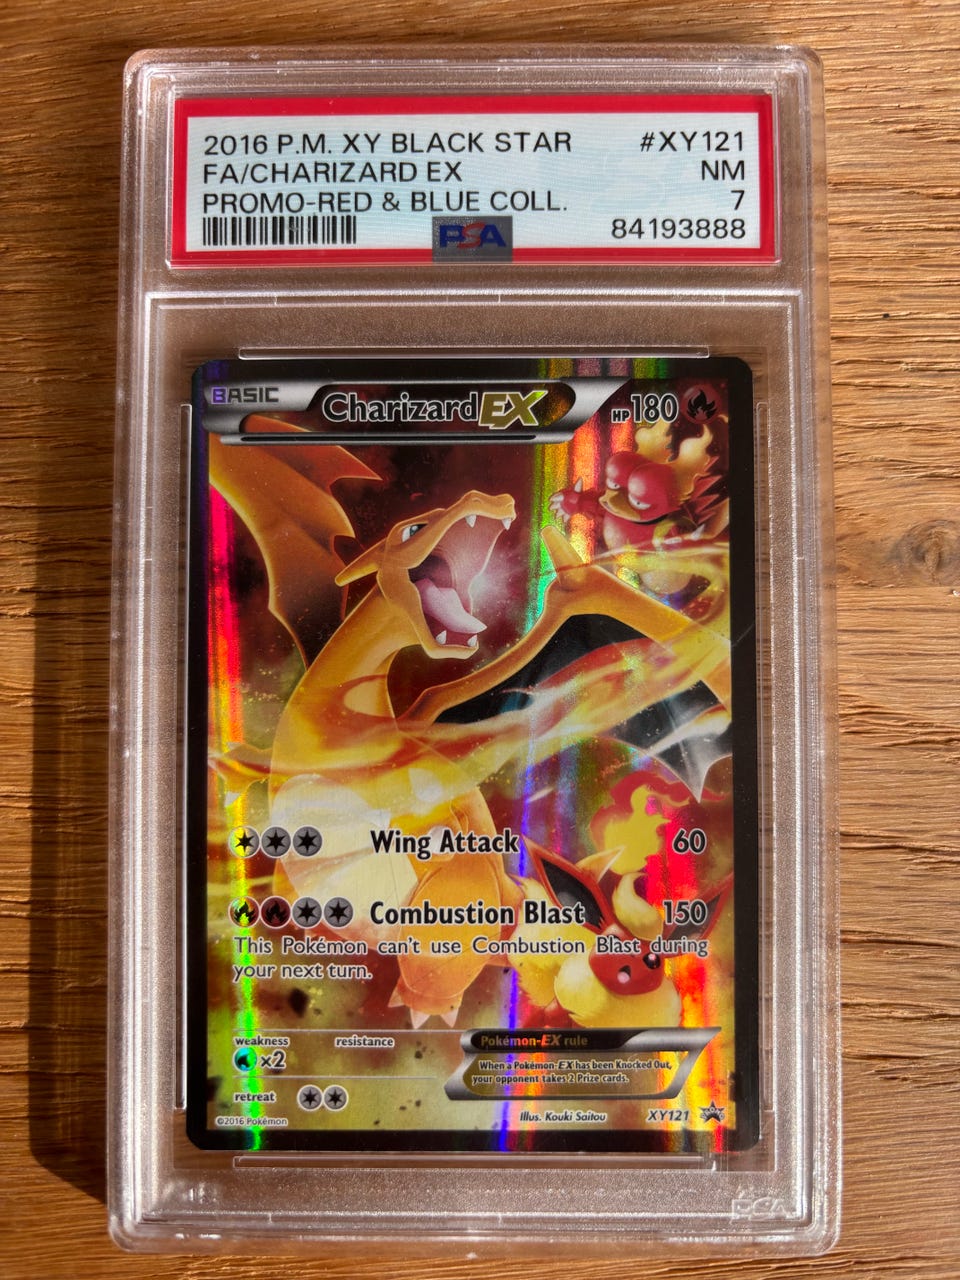 2016 P.M. XY BLACK STAR #XY121
FA/CHARIZARD EX NM
PROMO-RED & BLUE COLL. 7
PSA 84193888
BASIC Charizard EX HP 180
Wing Attack 60
Combustion Blast 150
This Pokémon can't use Combustion Blast during
your next turn.
weakness resistance
x2
retreat
Pokémon-EX rule
When a Pokémon-EX has been Knocked Out,
your opponent takes 2 Prize cards.
Illus. Kouki Saitou XY121
©2016 Pokémon
PSA